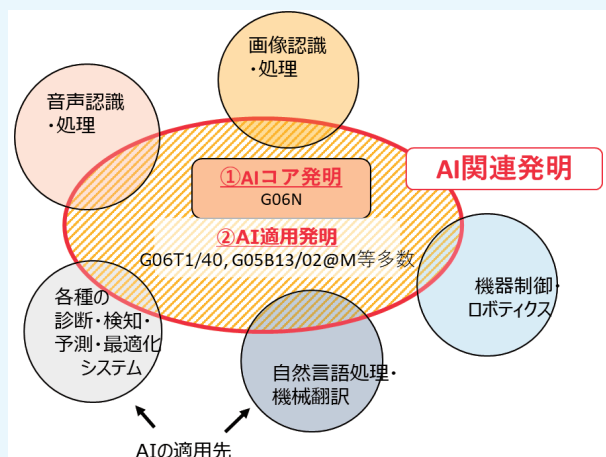 画像認識
・処理
音声認識
・処理
①AIコア発明
G06N
AI関連発明
②AI適用発明
G06T1/40, G05B13/02@M等多数
各種の
診断・検知・
予測・最適化
システム
機器制御・
ロボティクス
自然言語処理・
機械翻訳
AIの適用先